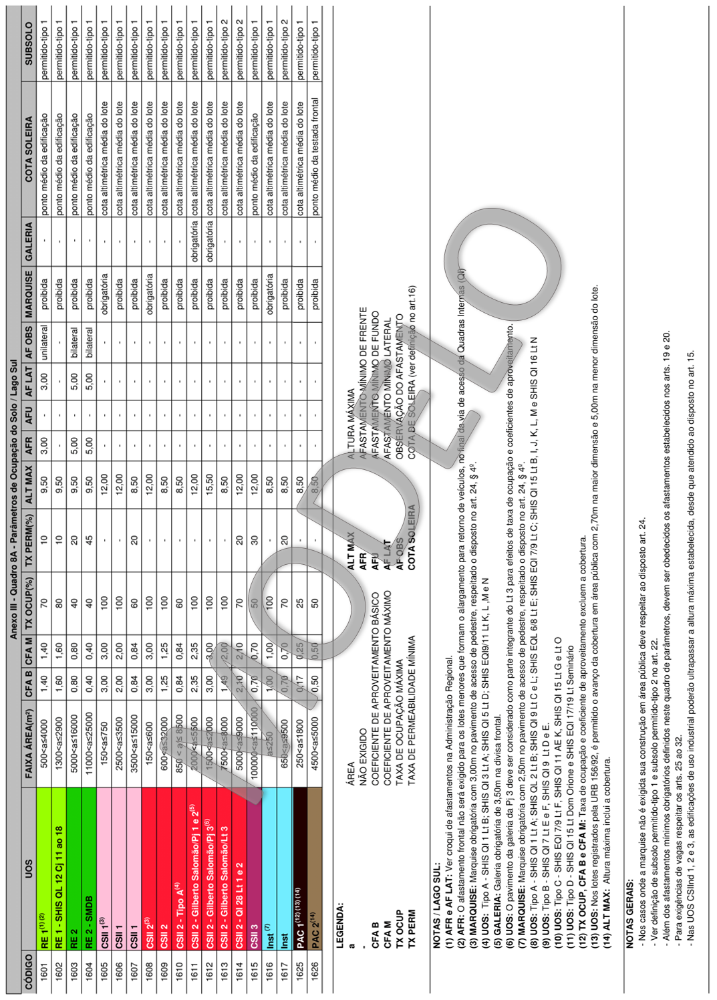 Anexo III - Quadro 8A - Parâmetros de Ocupação do Solo / Lago Sul
CÓDIGO UOS FAIXA ÁREA(m²) CFA B CFA M TX OCUP(%) TX PERM(%) ALT MAX AFR AFU AF LAT AF OBS MARQUISE GALERIA COTA SOLEIRA SUBSOLO
1601 RE 1(1) (2) 500<a≤4000 1,40 1,40 70 10 9,50 3,00 - 3,00 unilateral proibida - ponto médio da edificação permitido-tipo 1
1602 RE 1 - SHIS QL 12 Cj 11 ao 18 1300<a≤2900 1,60 1,60 80 10 9,50 - - - - proibida - ponto médio da edificação permitido-tipo 1
1603 RE 2 5000<a≤16000 0,80 0,80 40 20 9,50 5,00 - 5,00 bilateral proibida - ponto médio da edificação permitido-tipo 1
1604 RE 2 - SMDB 11000<a≤25000 0,40 0,40 40 45 9,50 5,00 - 5,00 bilateral proibida - ponto médio da edificação permitido-tipo 1
1605 CSII 1(3) 150<a≤750 3,00 3,00 100 - 12,00 - - - - obrigatória - cota altimétrica média do lote permitido-tipo 1
1606 CSII 1 2500<a≤3500 2,00 2,00 100 - 12,00 - - - - proibida - cota altimétrica média do lote permitido-tipo 1
1607 CSII 1 3500<a≤15000 0,84 0,84 60 20 8,50 - - - - proibida - cota altimétrica média do lote permitido-tipo 1
1608 CSII 2(3) 150<a≤600 3,00 3,00 100 - 12,00 - - - - obrigatória - cota altimétrica média do lote permitido-tipo 1
1609 CSII 2 600<a≤32000 1,25 1,25 100 - 8,50 - - - - proibida - cota altimétrica média do lote permitido-tipo 1
1610 CSII 2 - Tipo A(4) 850 < a ≤ 8500 0,84 0,84 60 - 8,50 - - - - proibida - cota altimétrica média do lote permitido-tipo 1
1611 CSII 2 - Gilberto Salomão/Pj 1 e 2(5) 2000<a≤5500 2,35 2,35 100 - 12,00 - - - - proibida obrigatória cota altimétrica média do lote permitido-tipo 1
1612 CSII 2 - Gilberto Salomão/Pj 3(6) 1500<a≤2000 3,00 3,00 100 - 15,50 - - - - proibida obrigatória cota altimétrica média do lote permitido-tipo 1
1613 CSII 2 - Gilberto Salomão/Lt 3 7500<a≤8000 1,49 2,00 100 - 8,50 - - - - proibida - cota altimétrica média do lote permitido-tipo 2
1614 CSII 2 - QI 28 Lt 1 e 2 5000<a≤9000 2,10 2,10 70 20 8,50 - - - - proibida - cota altimétrica média do lote permitido-tipo 2
1615 CSII 3 100000<a≤110000 0,70 0,70 50 30 12,00 - - - - proibida - ponto médio da edificação permitido-tipo 1
1616 Inst (7) a≤250 1,00 1,00 100 - 8,50 - - - - obrigatória - cota altimétrica média do lote permitido-tipo 1
1617 Inst 650<a≤9500 0,70 0,70 70 20 8,50 - - - - proibida - cota altimétrica média do lote permitido-tipo 2
1625 PAC 1(12) (13) (14) 250<a≤1800 0,17 0,25 25 - 8,50 - - - - proibida - cota altimétrica média do lote permitido-tipo 1
1626 PAC 2(14) 4500<a≤5000 0,50 0,50 50 - 8,50 - - - - proibida - ponto médio da testada frontal permitido-tipo 1
LEGENDA:
a ÁREA ALT MAX ALTURA MÁXIMA
- NÃO EXIGIDO AFR AFASTAMENTO MÍNIMO DE FRENTE
CFA B COEFICIENTE DE APROVEITAMENTO BÁSICO AFU AFASTAMENTO MÍNIMO DE FUNDO
CFA M COEFICIENTE DE APROVEITAMENTO MÁXIMO AF LAT AFASTAMENTO MÍNIMO LATERAL
TX OCUP TAXA DE OCUPAÇÃO MÁXIMA AF OBS OBSERVAÇÃO DO AFASTAMENTO
TX PERM TAXA DE PERMEABILIDADE MÍNIMA COTA SOLEIRA COTA DE SOLEIRA (ver definição no art.16)
NOTAS / LAGO SUL:
(1) AFR e AF LAT: Ver croqui de afastamentos na Administração Regional.
(2) AFR: O afastamento frontal não será exigido para os lotes menores que formam o alargamento para retorno de veículos, no final da via de acesso da Quadras Internas (QI)
(3) MARQUISE: Marquise obrigatória com 3,00m no pavimento de acesso de pedestre, respeitado o disposto no art. 24, § 4º.
(4) UOS: Tipo A - SHIS QI 1 Lt B; SHIS QI 3 Lt A; SHIS QI 5 Lt D; SHIS EQI9/11 Lt K, L ,M e N
(5) GALERIA: Galeria obrigatória de 3,50m na divisa frontal.
(6) UOS: O pavimento da galeria da Pj 3 deve ser considerado como parte integrante do Lt 3 para efeitos de taxa de ocupação e coeficientes de aproveitamento.
(7) MARQUISE: Marquise obrigatória com 2,50m no pavimento de acesso de pedestre, respeitado o disposto no art. 24, § 4º.
(8) UOS: Tipo A - SHIS QI 1 Lt A; SHIS QL 2 Lt B; SHIS QI 9 Lt C e L; SHIS EQL 6/8 Lt E; SHIS EQI 7/9 Lt C; SHIS QI 15 Lt B, I, J, K, L, M e SHIS QI 16 Lt N
(9) UOS: Tipo B - SHIS QI 7 Lt E e F, SHIS QI 9 Lt D e E.
(10) UOS: Tipo C - SHIS EQI 7/9 Lt F, SHIS QI 11 AE K, SHIS QI 15 Lt G e Lt O
(11) UOS: Tipo D - SHIS QI 15 Lt Dom Orione e SHIS EQI 17/19 Lt Seminário
(12) TX OCUP, CFA B e CFA M: Taxa de ocupação e coeficiente de aproveitamento excluem a cobertura.
(13) UOS: Nos lotes registrados pela URB 156/92, é permitido o avanço da cobertura em área pública com 2,70m na maior dimensão e 5,00m na menor dimensão do lote.
(14) ALT MAX: Altura máxima inclui a cobertura.
NOTAS GERAIS:
- Nos casos onde a marquise não é exigida sua construção em área pública deve respeitar ao disposto art. 24.
- Ver definição de subsolo permitido-tipo 1 e subsolo permitido-tipo 2 no art. 22.
- Além dos afastamentos mínimos obrigatórios definidos neste quadro de parâmetros, devem ser obedecidos os afastamentos estabelecidos nos arts. 19 e 20.
- Para exigências de vagas respeitar os arts. 25 ao 32.
- Nas UOS CSIInd 1, 2 e 3, as edificações de uso industrial poderão ultrapassar a altura máxima estabelecida, desde que atendido ao disposto no art. 15.
MODELO